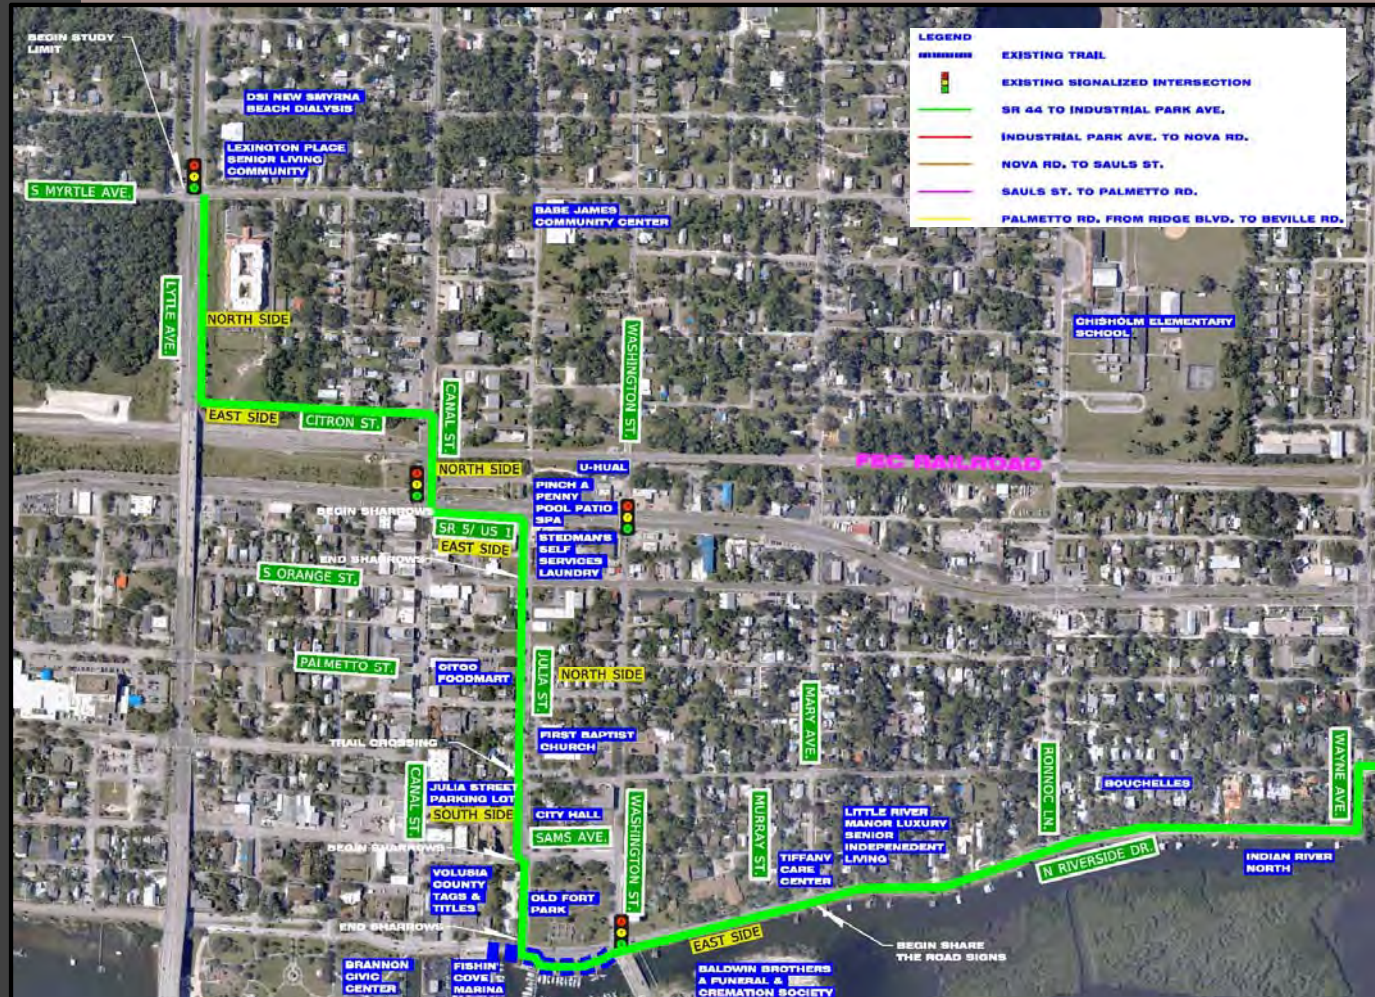 BEGIN STUDY
LIMIT
LEGEND
EXISTING TRAIL
EXISTING SIGNALIZED INTERSECTION
SR 44 TO INDUSTRIAL PARK AVE.
INDUSTRIAL PARK AVE. TO NOVA RD.
NOVA RD. TO SAULS ST.
SAULS ST. TO PALMETTO RD.
PALMETTO RD. FROM RIDGE BLVD. TO BEVILLE RD.
DSI NEW SMYRNA
BEACH DIALYSIS
LEXINGTON PLACE
SENIOR LIVING
COMMUNITY
S MYRTLE AVE.
BABE JAMES
COMMUNITY CENTER
LYTLE AVE.
NORTH SIDE
WASHINGTON ST.
CHISHOLM ELEMENTARY
SCHOOL
EAST SIDE
CITRON ST.
CANAL ST.
NORTH SIDE
U-HUAL
FEC RAILROAD
PINCH A
PENNY
POOL PATIO
SPA
BEGIN SHARROWS
SR 5/ US 1
EAST SIDE
STEDMAN'S
SELF
SERVICES
LAUNDRY
END SHARROWS
S ORANGE ST.
PALMETTO ST.
CITGO
FOODMART
JULIA ST.
NORTH SIDE
MARY AVE.
FIRST BAPTIST
CHURCH
TRAIL CROSSING
CANAL ST.
JULIA STREET
PARKING LOT
SOUTH SIDE
CITY HALL
SAMS AVE.
WASHINGTON ST.
MURRAY ST.
LITTLE RIVER
MANOR LUXURY
SENIOR
INDEPENEDENT
LIVING
TIFFANY
CARE
CENTER
RONNOC LN.
BOUCHELLES
WAYNE AVE.
N RIVERSIDE DR.
INDIAN RIVER
NORTH
BEGIN SHARROWS
VOLUSIA
COUNTY
TAGS &
TITLES
OLD FORT
PARK
END SHARROWS
EAST SIDE
BEGIN SHARE
THE ROAD SIGNS
BRANNON
CIVIC
CENTER
FISHIN'
COVE
MARINA
BALDWIN BROTHERS
A FUNERAL &
CREMATION SOCIETY